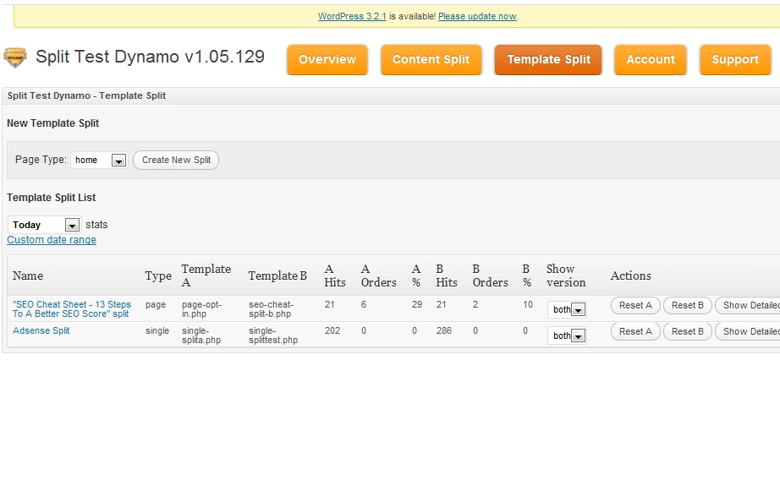 WordPress 3.2.1 is available! Please update now.
Split Test Dynamo v1.05.129
Overview
Content Split
Template Split
Account
Support
Split Test Dynamo - Template Split
New Template Split
Page Type: home Create New Split
Template Split List
Today stats
Custom date range
Name Type Template A Template B A Hits A Orders A % B Hits B Orders B % Show version Actions
"SEO Cheat Sheet - 13 Steps To A Better SEO Score" split page page-opt-in.php seo-cheat-split-b.php 21 6 29 21 2 10 both Reset A Reset B Show Detailed
Adsense Split single single-splita.php single-splittest.php 202 0 0 286 0 0 both Reset A Reset B Show Detailed